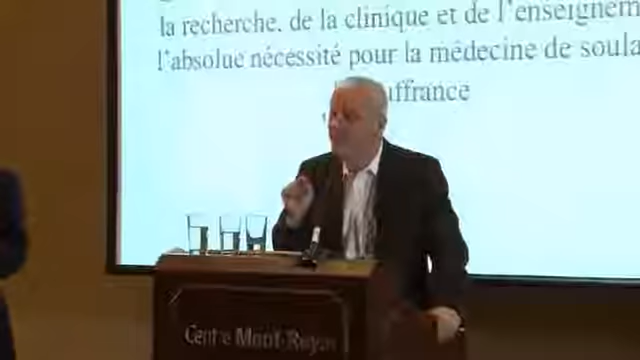 la recherche, de la clinique et de l'enseignem
l'absolue nécessité pour la médecine de soula
uffrance
Centre Mont-Royal